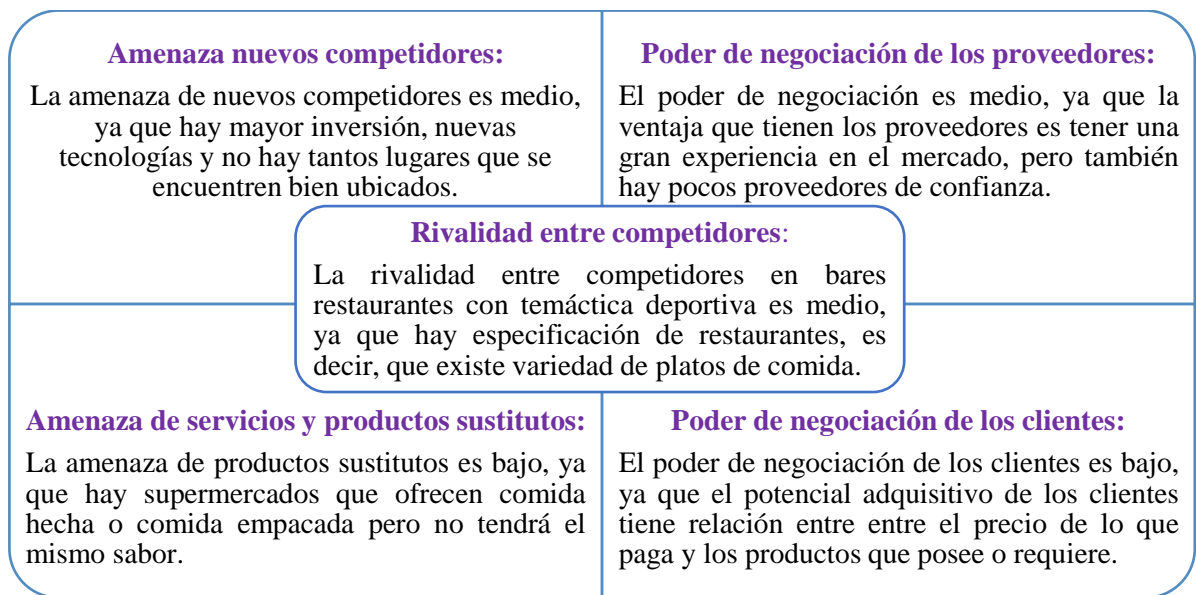 Amenaza nuevos competidores:
La amenaza de nuevos competidores es medio,
ya que hay mayor inversión, nuevas
tecnologías y no hay tantos lugares que se
encuentren bien ubicados.
Poder de negociación de los proveedores:
El poder de negociación es medio, ya que la
ventaja que tienen los proveedores es tener una
gran experiencia en el mercado, pero también
hay pocos proveedores de confianza.
Rivalidad entre competidores:
La rivalidad entre competidores en bares
restaurantes con temáctica deportiva es medio,
ya que hay especificación de restaurantes, es
decir, que existe variedad de platos de comida.
Amenaza de servicios y productos sustitutos:
La amenaza de productos sustitutos es bajo, ya
que hay supermercados que ofrecen comida
hecha o comida empacada pero no tendrá el
mismo sabor.
Poder de negociación de los clientes:
El poder de negociación de los clientes es bajo,
ya que el potencial adquisitivo de los clientes
tiene relación entre entre el precio de lo que
paga y los productos que posee o requiere.